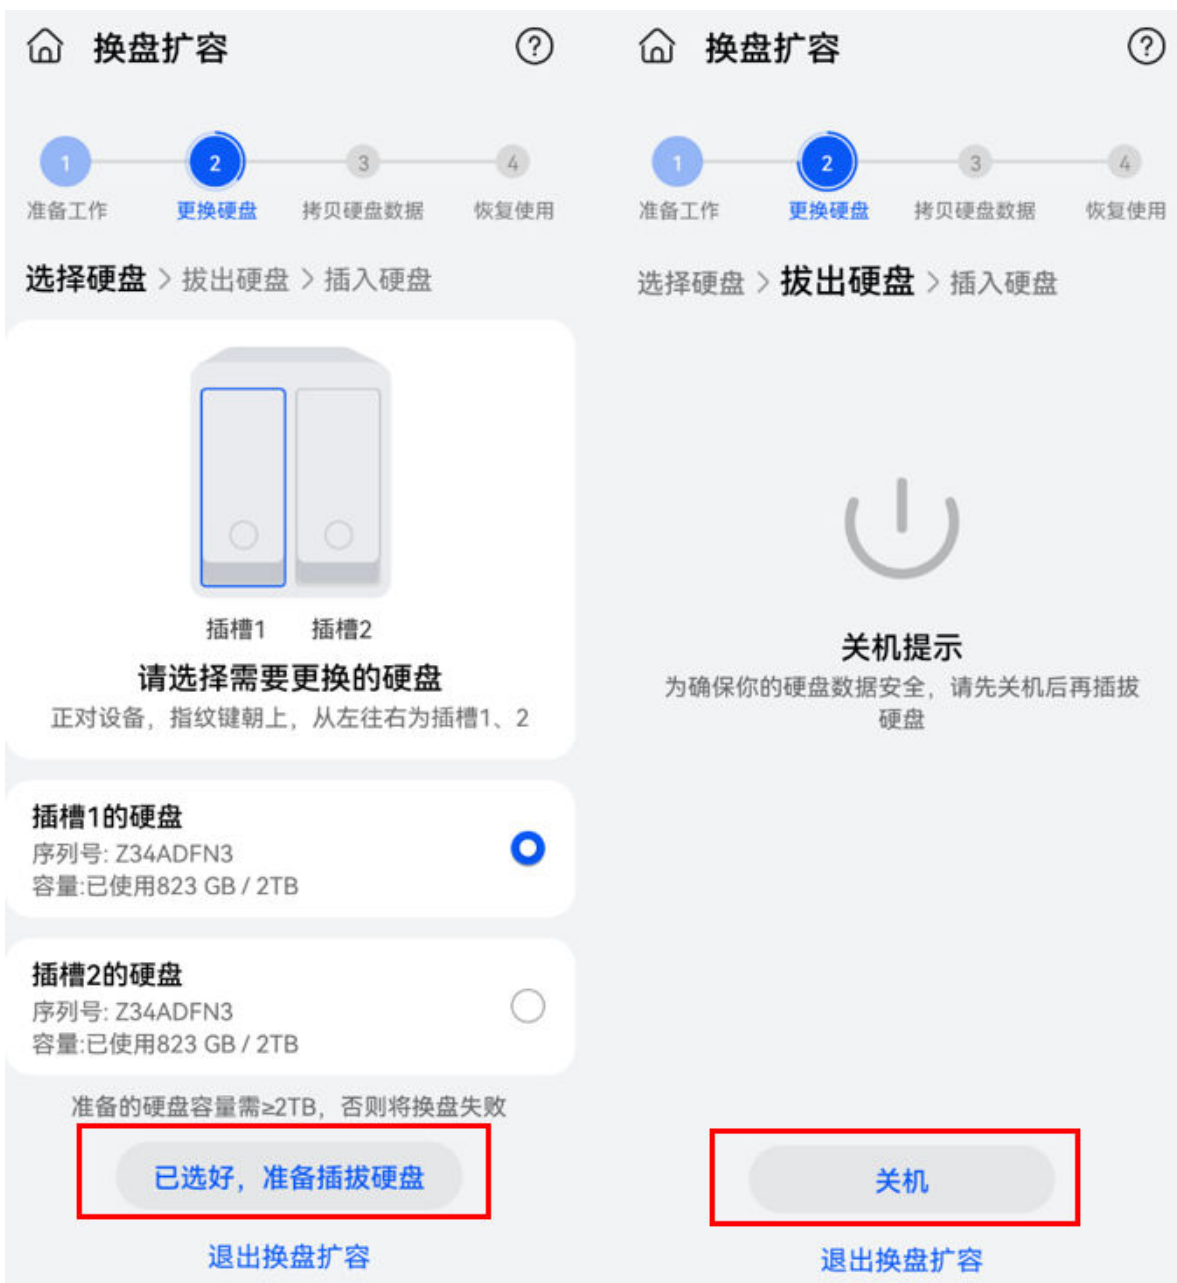 换盘扩容
1
2
3
4
准备工作
更换硬盘
拷贝硬盘数据
恢复使用
选择硬盘 > 拔出硬盘 > 插入硬盘
插槽1
插槽2
请选择需要更换的硬盘
正对设备，指纹键朝上，从左往右为插槽1、2
插槽1的硬盘
序列号: Z34ADFN3
容量:已使用823 GB / 2TB
插槽2的硬盘
序列号: Z34ADFN3
容量:已使用823 GB / 2TB
准备的硬盘容量需≥2TB，否则将换盘失败
已选好，准备插拔硬盘
退出换盘扩容
换盘扩容
1
2
3
4
准备工作
更换硬盘
拷贝硬盘数据
恢复使用
选择硬盘 > 拔出硬盘 > 插入硬盘
关机提示
为确保你的硬盘数据安全，请先关机后再插拔
硬盘
关机
退出换盘扩容